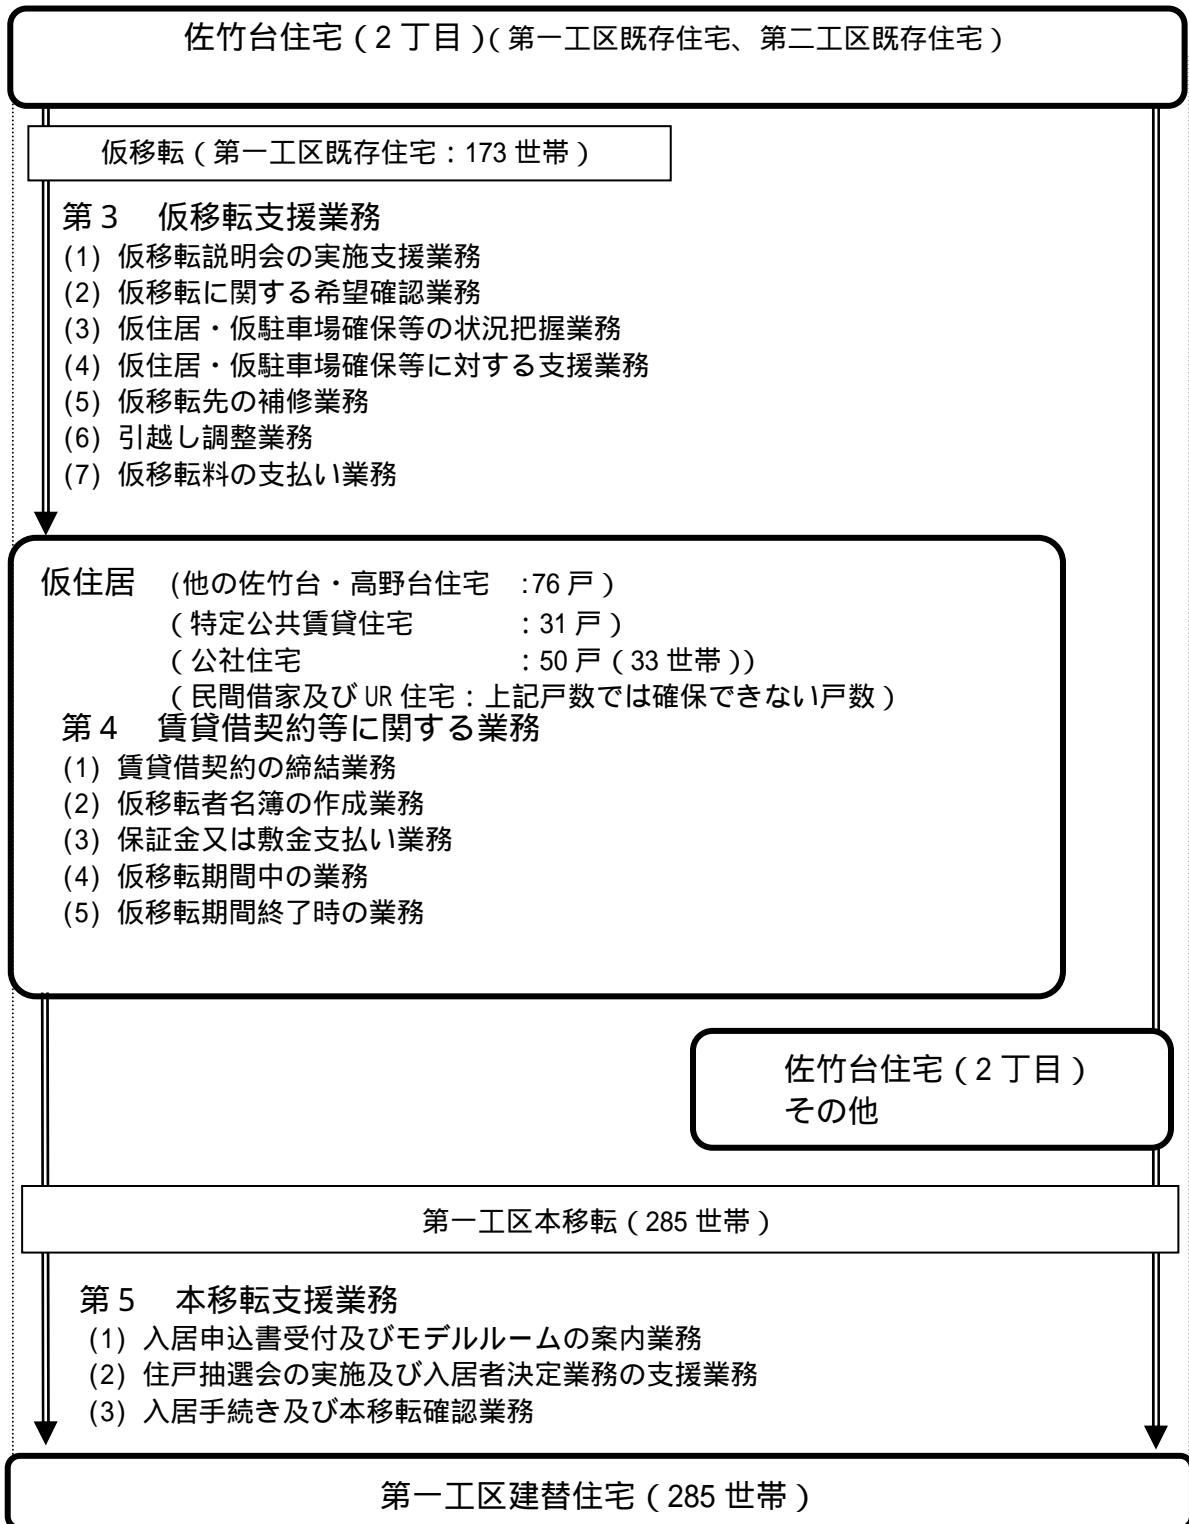 佐竹台住宅（2丁目）（第一工区既存住宅、第二工区既存住宅）
仮移転（第一工区既存住宅：173世帯）
第3　仮移転支援業務
(1) 仮移転説明会の実施支援業務
(2) 仮移転に関する希望確認業務
(3) 仮住居・仮駐車場確保等の状況把握業務
(4) 仮住居・仮駐車場確保等に対する支援業務
(5) 仮移転先の補修業務
(6) 引越し調整業務
(7) 仮移転料の支払い業務
仮住居　(他の佐竹台・高野台住宅　：76戸）
（特定公共賃貸住宅　：31戸）
（公社住宅　：50戸（33世帯））
（民間借家及びUR住宅：上記戸数では確保できない戸数）
第4　賃貸借契約等に関する業務
(1) 賃貸借契約の締結業務
(2) 仮移転者名簿の作成業務
(3) 保証金又は敷金支払い業務
(4) 仮移転期間中の業務
(5) 仮移転期間終了時の業務
佐竹台住宅（2丁目）
その他
第一工区本移転（285世帯）
第5　本移転支援業務
(1) 入居申込書受付及びモデルルームの案内業務
(2) 住戸抽選会の実施及び入居者決定業務の支援業務
(3) 入居手続き及び本移転確認業務
第一工区建替住宅（285世帯）